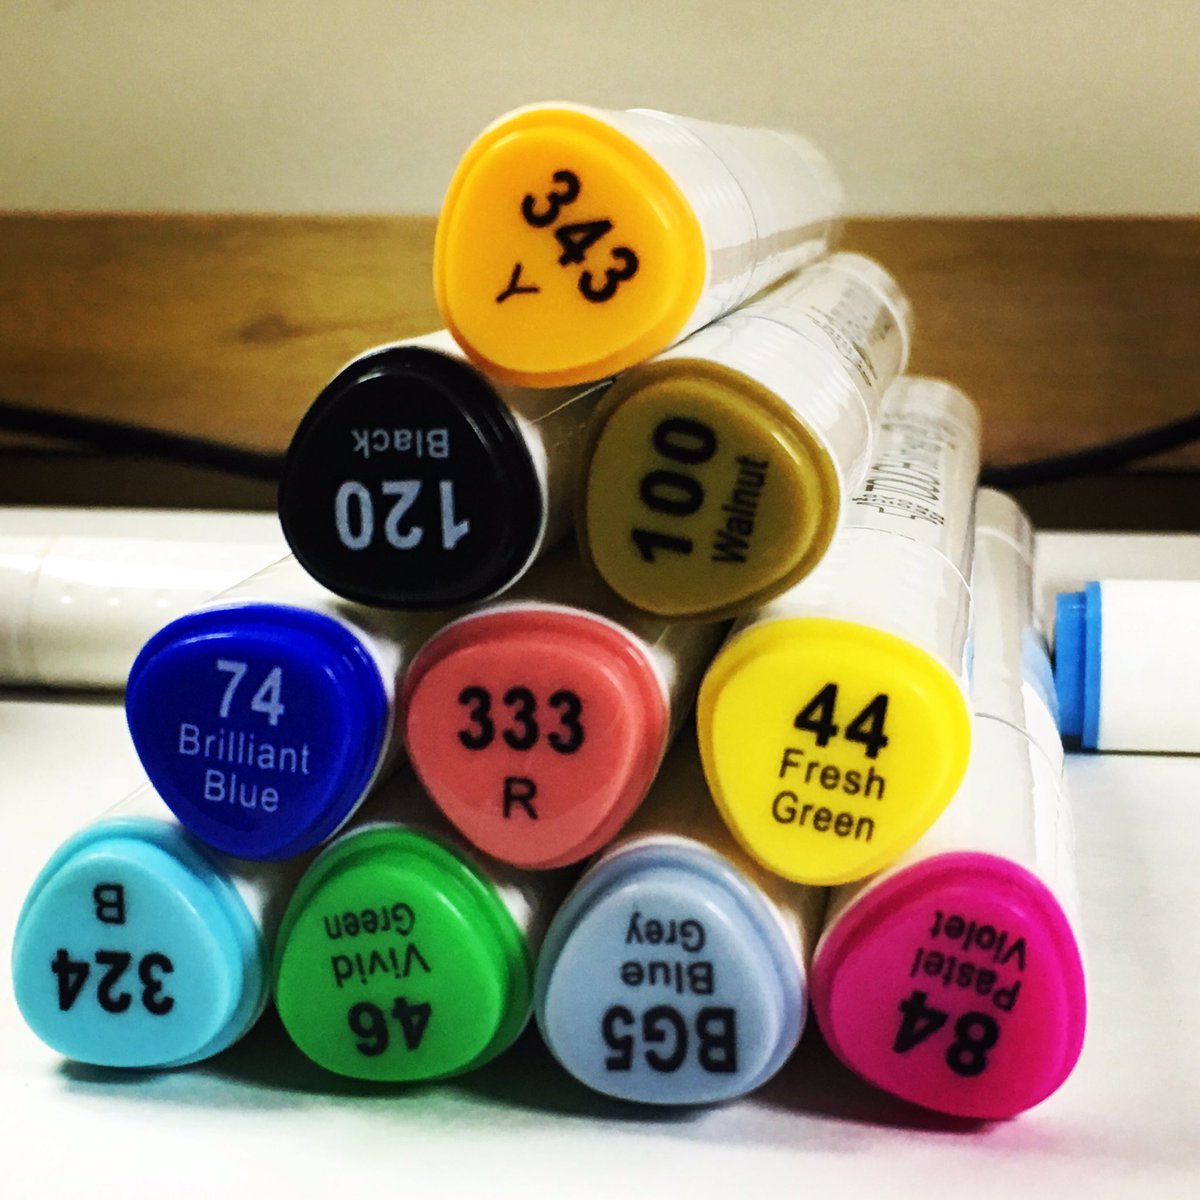 343
Y
120
Black
100
Walnut
74
Brilliant
Blue
333
R
44
Fresh
Green
324
B
46
Vivid
Green
BG5
Blue
Grey
84
Pastel
Violet